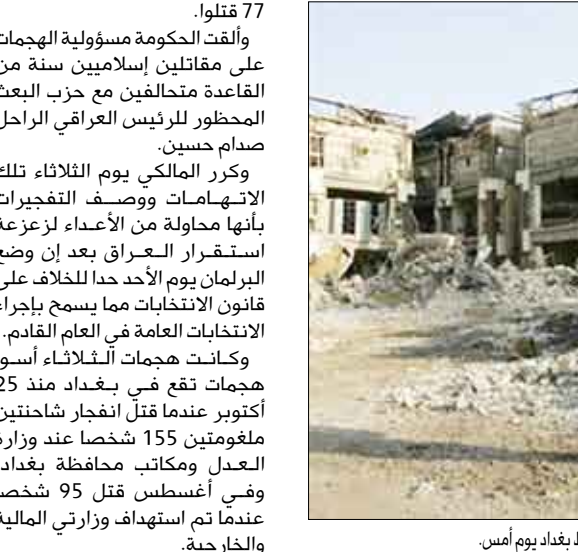 77 قتلوا.
وألقت الحكومة مسؤولية الهجمات
على مقاتلين إسلاميين سنة من
القاعدة متحالفين مع حزب البعث
المحظور للرئيس العراقي الراحل
صدام حسين.
وكرر المالكي يوم الثلاثاء تلك
الاتهامات ووصف التفجيرات
بأنها محاولة من الأعداء لزعزعة
استقرار العراق بعد إن وضع
البرلمان يوم الأحد حدا للخلاف على
قانون الانتخابات مما يسمح بإجراء
الانتخابات العامة في العام القادم.
وكانت هجمات الثلاثاء أسوأ
هجمات تقع في بغداد منذ 25
أكتوبر عندما قتل انفجار شاحنتين
ملغومتين 155 شخصا عند وزارة
العدل ومكاتب محافظة بغداد.
وفي أغسطس قتل 95 شخصا
عندما تم استهداف وزارتي المالية
والخارجية.
بغداد يوم أمس.